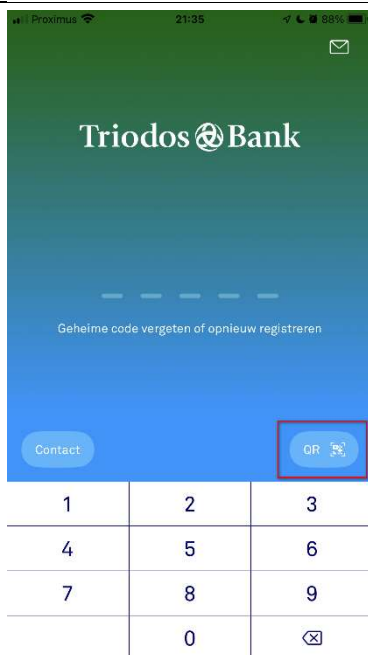 Proximus 21:35 88%
Triodos Bank
Geheime code vergeten of opnieuw registreren
Contact QR
1 2 3
4 5 6
7 8 9
0